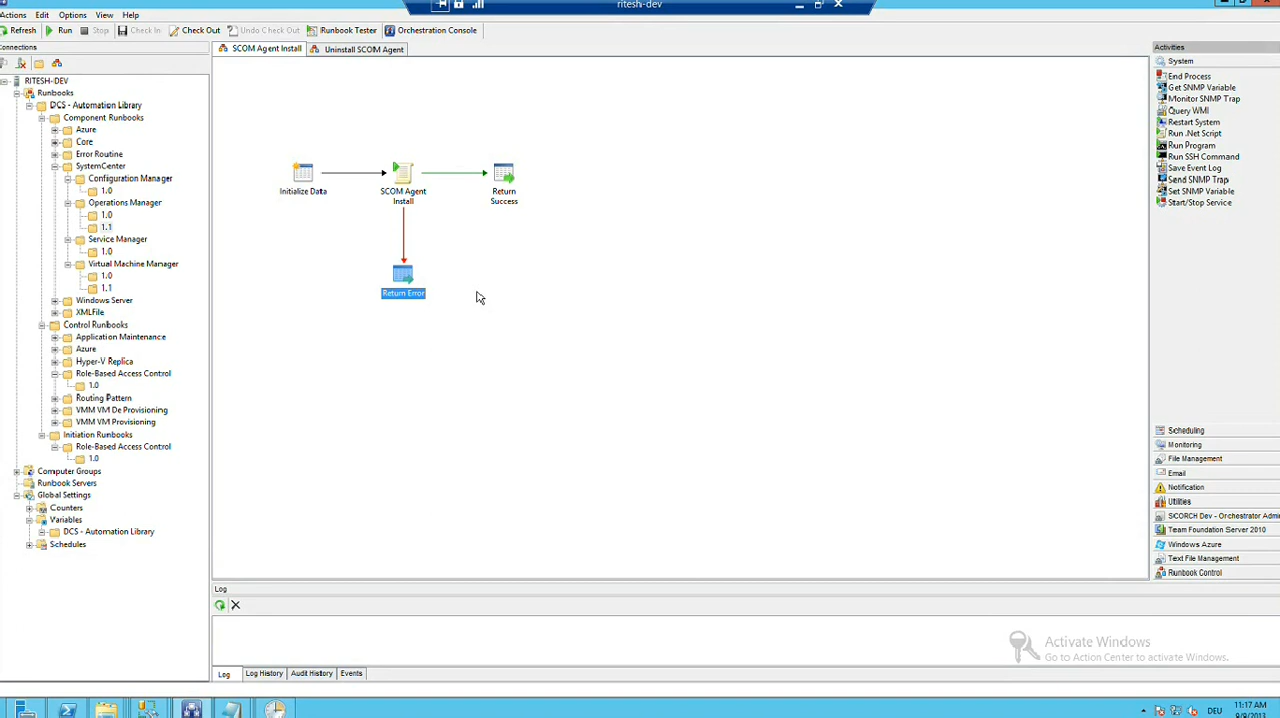 ritesh-dev
Actions Edit Options View Help
Refresh Run Stop Check In Check Out Undo Check Out Runbook Tester Orchestration Console
Connections
RITESH-DEV
Runbooks
DCS - Automation Library
Component Runbooks
Azure
Core
Error Routine
SystemCenter
Configuration Manager
1.0
Operations Manager
1.0
1.1
Service Manager
1.0
Virtual Machine Manager
1.0
1.1
Windows Server
XMLFile
Control Runbooks
Application Maintenance
Azure
Hyper-V Replica
Role-Based Access Control
1.0
Routing Pattern
VMM VM De Provisioning
VMM VM Provisioning
Initiation Runbooks
Role-Based Access Control
1.0
Computer Groups
Runbook Servers
Global Settings
Counters
Variables
DCS - Automation Library
Schedules
SCOM Agent Install Uninstall SCOM Agent
Initialize Data
SCOM Agent
Install
Return
Success
Return Error
Log
Log Log History Audit History Events
Activities
System
End Process
Get SNMP Variable
Monitor SNMP Trap
Query WMI
Restart System
Run .Net Script
Run Program
Run SSH Command
Save Event Log
Send SNMP Trap
Set SNMP Variable
Start/Stop Service
Scheduling
Monitoring
File Management
Email
Notification
Utilities
SCORCH Dev - Orchestrator Admi
Team Foundation Server 2010
Windows Azure
Text File Management
Runbook Control
Activate Windows
Go to Action Center to activate Windows.
DEU
11:17 AM
9/9/2013